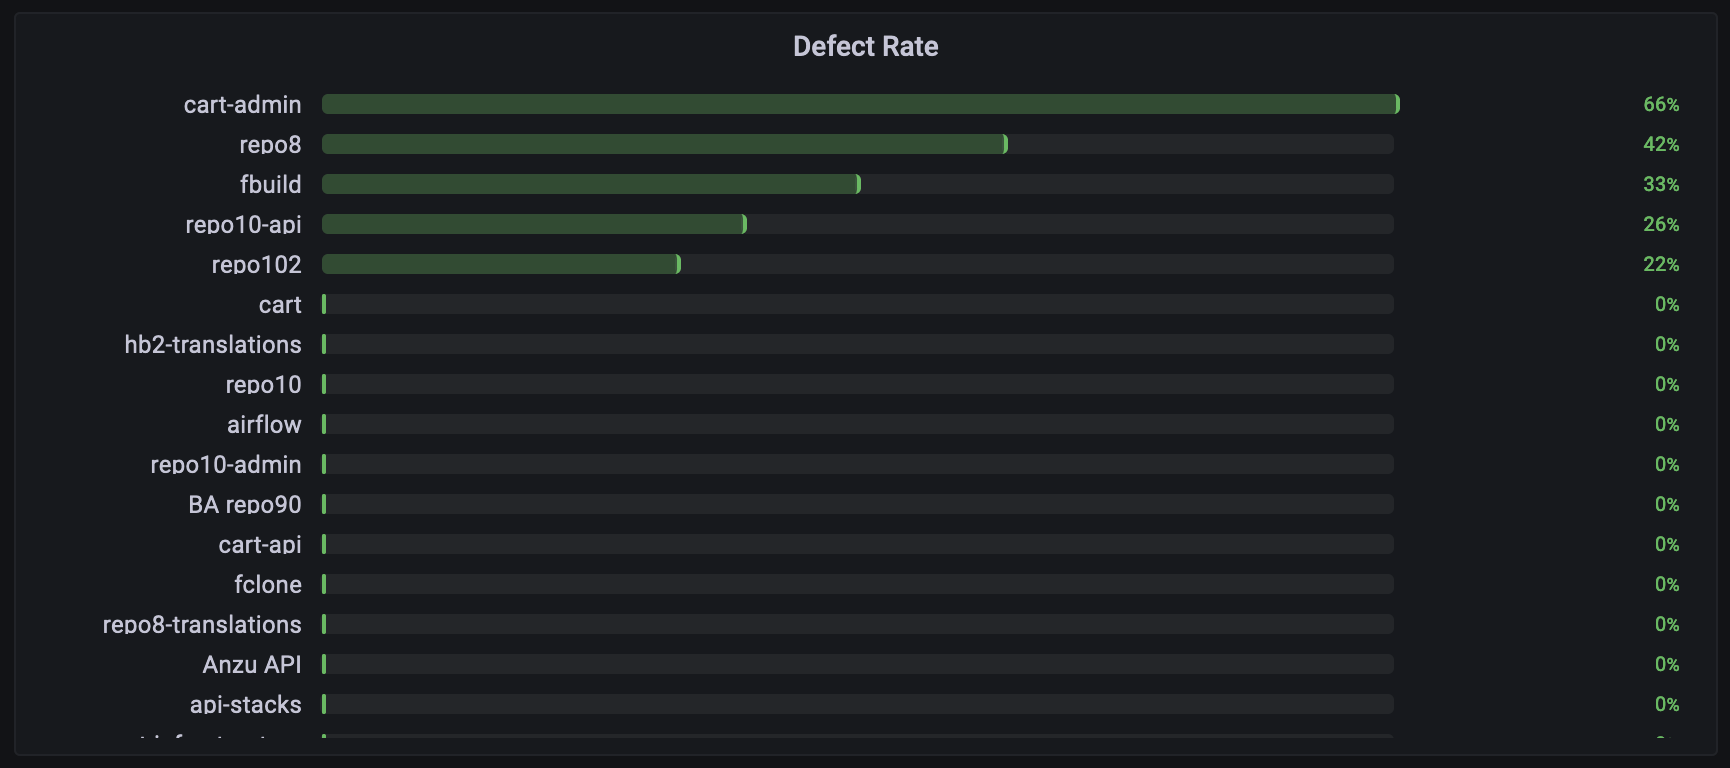 Defect Rate
cart-admin 66%
repo8 42%
fbuild 33%
repo10-api 26%
repo102 22%
cart 0%
hb2-translations 0%
repo10 0%
airflow 0%
repo10-admin 0%
BA repo90 0%
cart-api 0%
fclone 0%
repo8-translations 0%
Anzu API 0%
api-stacks 0%